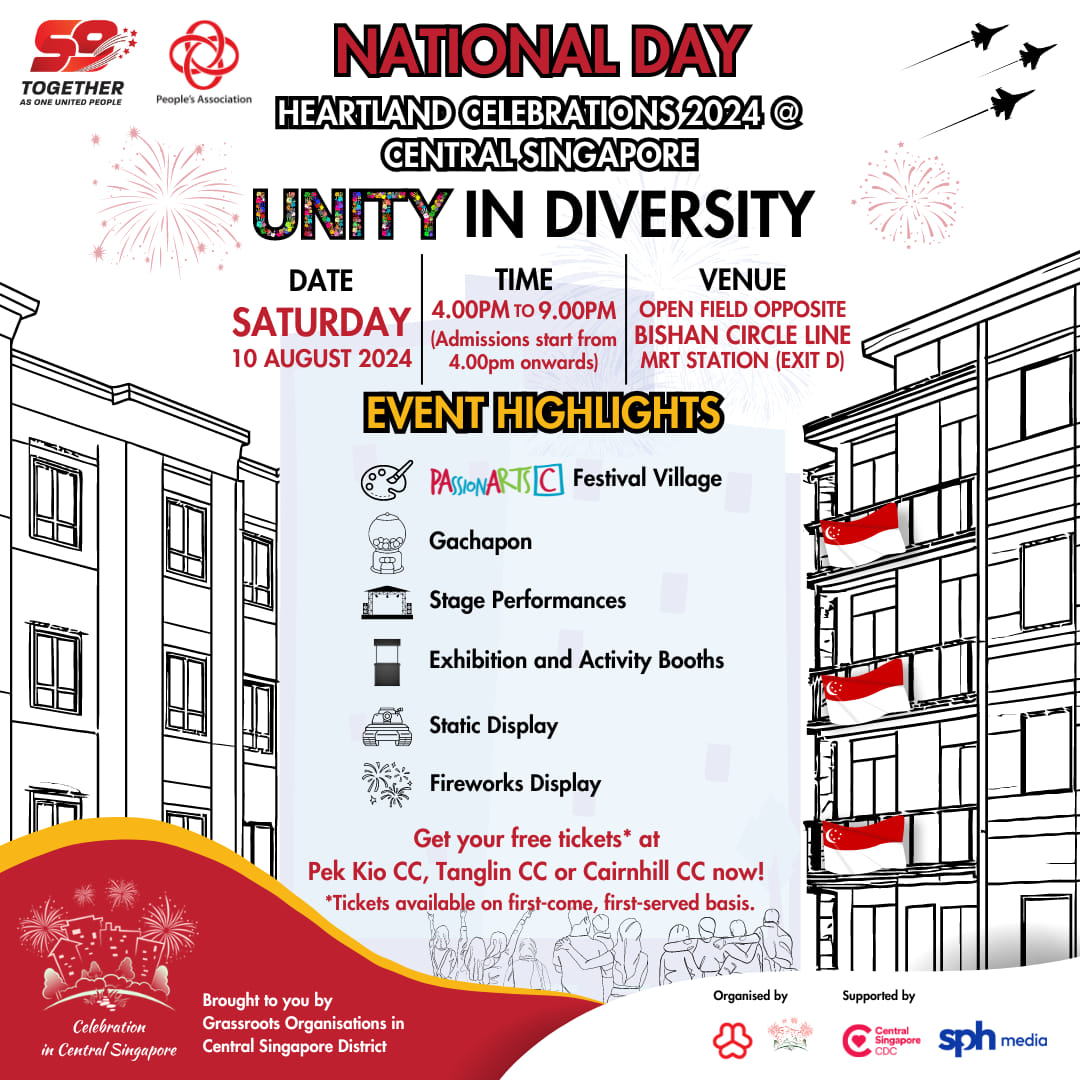 59
TOGETHER
AS ONE UNITED PEOPLE
People's Association
NATIONAL DAY
HEARTLAND CELEBRATIONS 2024 @
CENTRAL SINGAPORE
UNITY IN DIVERSITY
DATE
SATURDAY
10 AUGUST 2024
TIME
4.00PM TO 9.00PM
(Admissions start from
4.00pm onwards)
VENUE
OPEN FIELD OPPOSITE
BISHAN CIRCLE LINE
MRT STATION (EXIT D)
EVENT HIGHLIGHTS
PAssionARTS C Festival Village
Gachapon
Stage Performances
Exhibition and Activity Booths
Static Display
Fireworks Display
Get your free tickets* at
Pek Kio CC, Tanglin CC or Cairnhill CC now!
*Tickets available on first-come, first-served basis.
Celebration
in Central Singapore
Brought to you by
Grassroots Organisations in
Central Singapore District
Organised by
Supported by
Central
Singapore
CDC
sph media